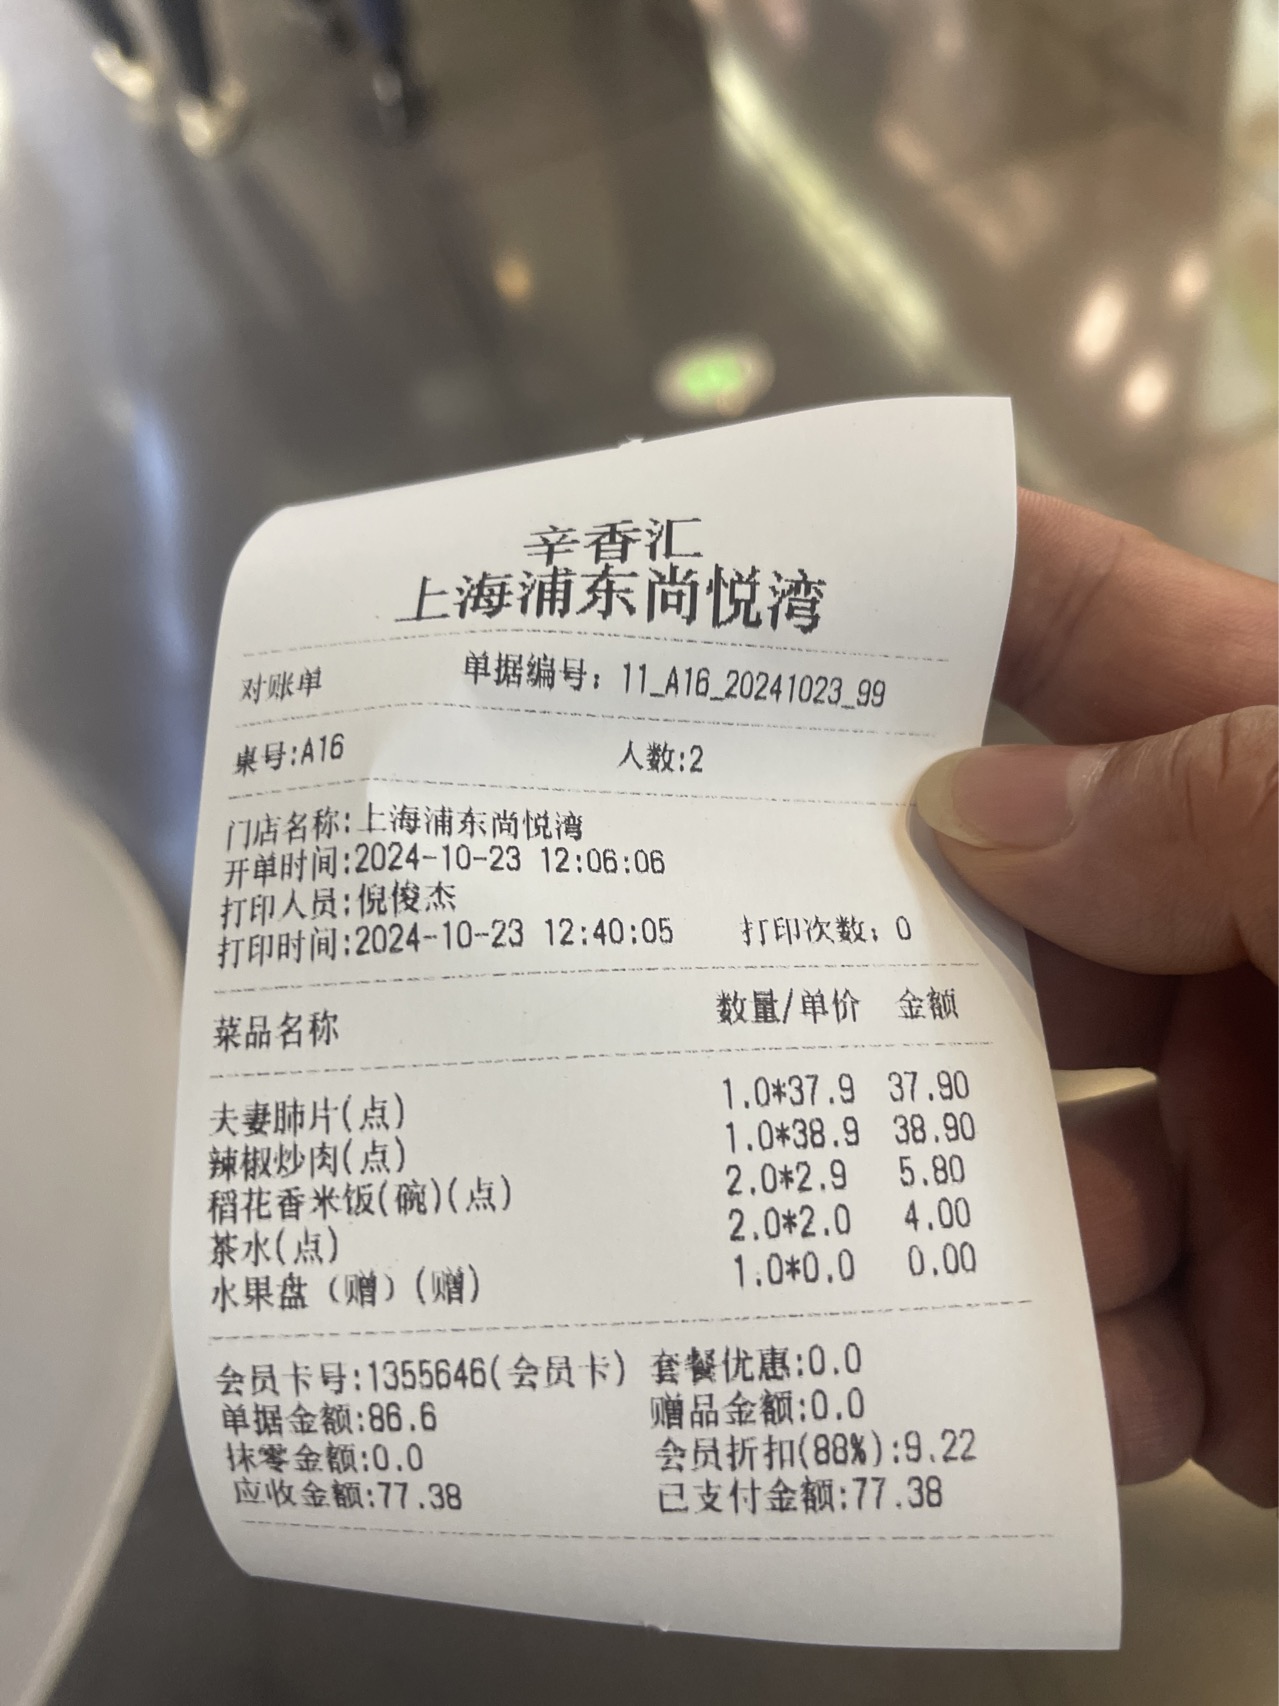 辛香汇
上海浦东尚悦湾
对账单 单据编号：11_A16_20241023_99
桌号:A16 人数:2
门店名称:上海浦东尚悦湾
开单时间:2024-10-23 12:06:06
打印人员:倪俊杰
打印时间:2024-10-23 12:40:05 打印次数：0
菜品名称 数量/单价 金额
夫妻肺片(点) 1.0*37.9 37.90
辣椒炒肉(点) 1.0*38.9 38.90
稻花香米饭(碗)(点) 2.0*2.9 5.80
茶水(点) 2.0*2.0 4.00
水果盘（赠）(赠) 1.0*0.0 0.00
会员卡号:1355646(会员卡) 套餐优惠:0.0
单据金额:86.6 赠品金额:0.0
抹零金额:0.0 会员折扣(88%):9.22
应收金额:77.38 已支付金额:77.38